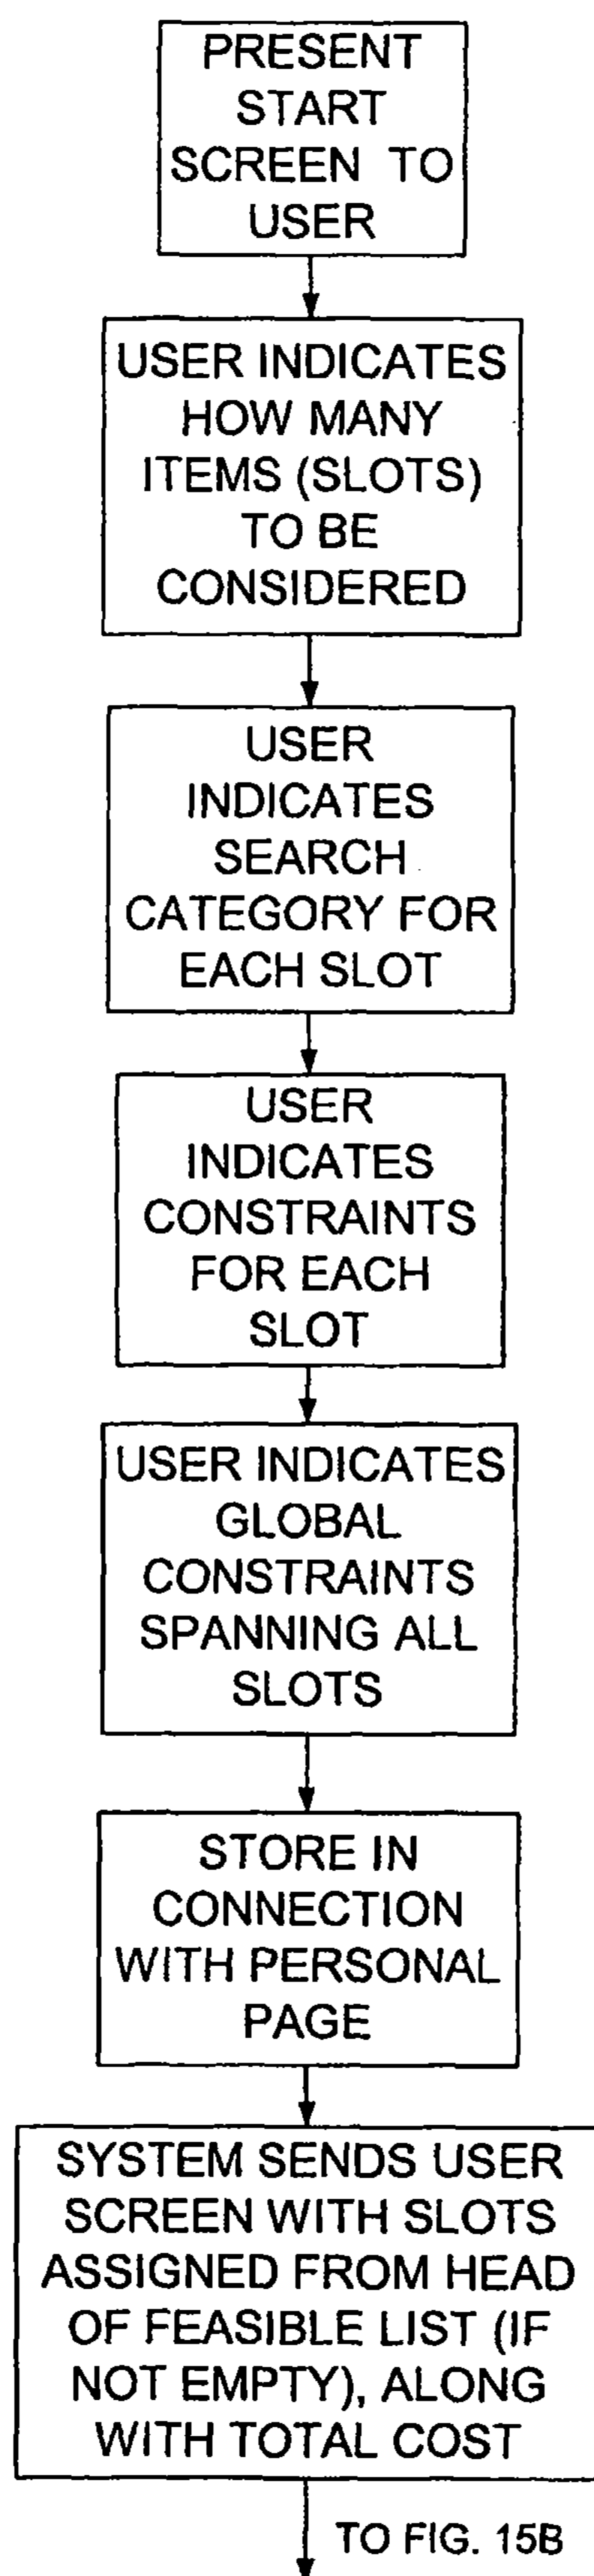 PRESENT
START
SCREEN TO
USER
USER INDICATES
HOW MANY
ITEMS (SLOTS)
TO BE
CONSIDERED
USER
INDICATES
SEARCH
CATEGORY FOR
EACH SLOT
USER
INDICATES
CONSTRAINTS
FOR EACH
SLOT
USER INDICATES
GLOBAL
CONSTRAINTS
SPANNING ALL
SLOTS
STORE IN
CONNECTION
WITH PERSONAL
PAGE
SYSTEM SENDS USER
SCREEN WITH SLOTS
ASSIGNED FROM HEAD
OF FEASIBLE LIST (IF
NOT EMPTY), ALONG
WITH TOTAL COST
TO FIG. 15B